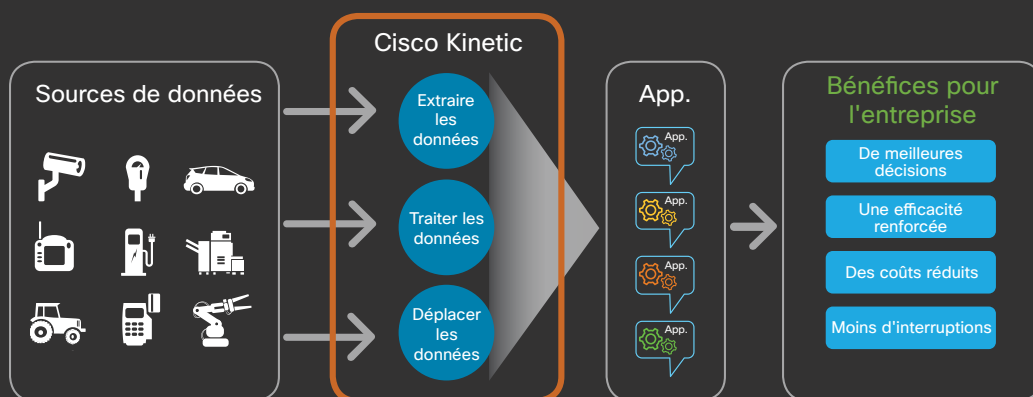 Sources de données
Cisco Kinetic
Extraire
les
données
Traiter les
données
Déplacer
les
données
App.
App.
App.
App.
App.
Bénéfices pour
l'entreprise
De meilleures
décisions
Une efficacité
renforcée
Des coûts réduits
Moins d'interruptions